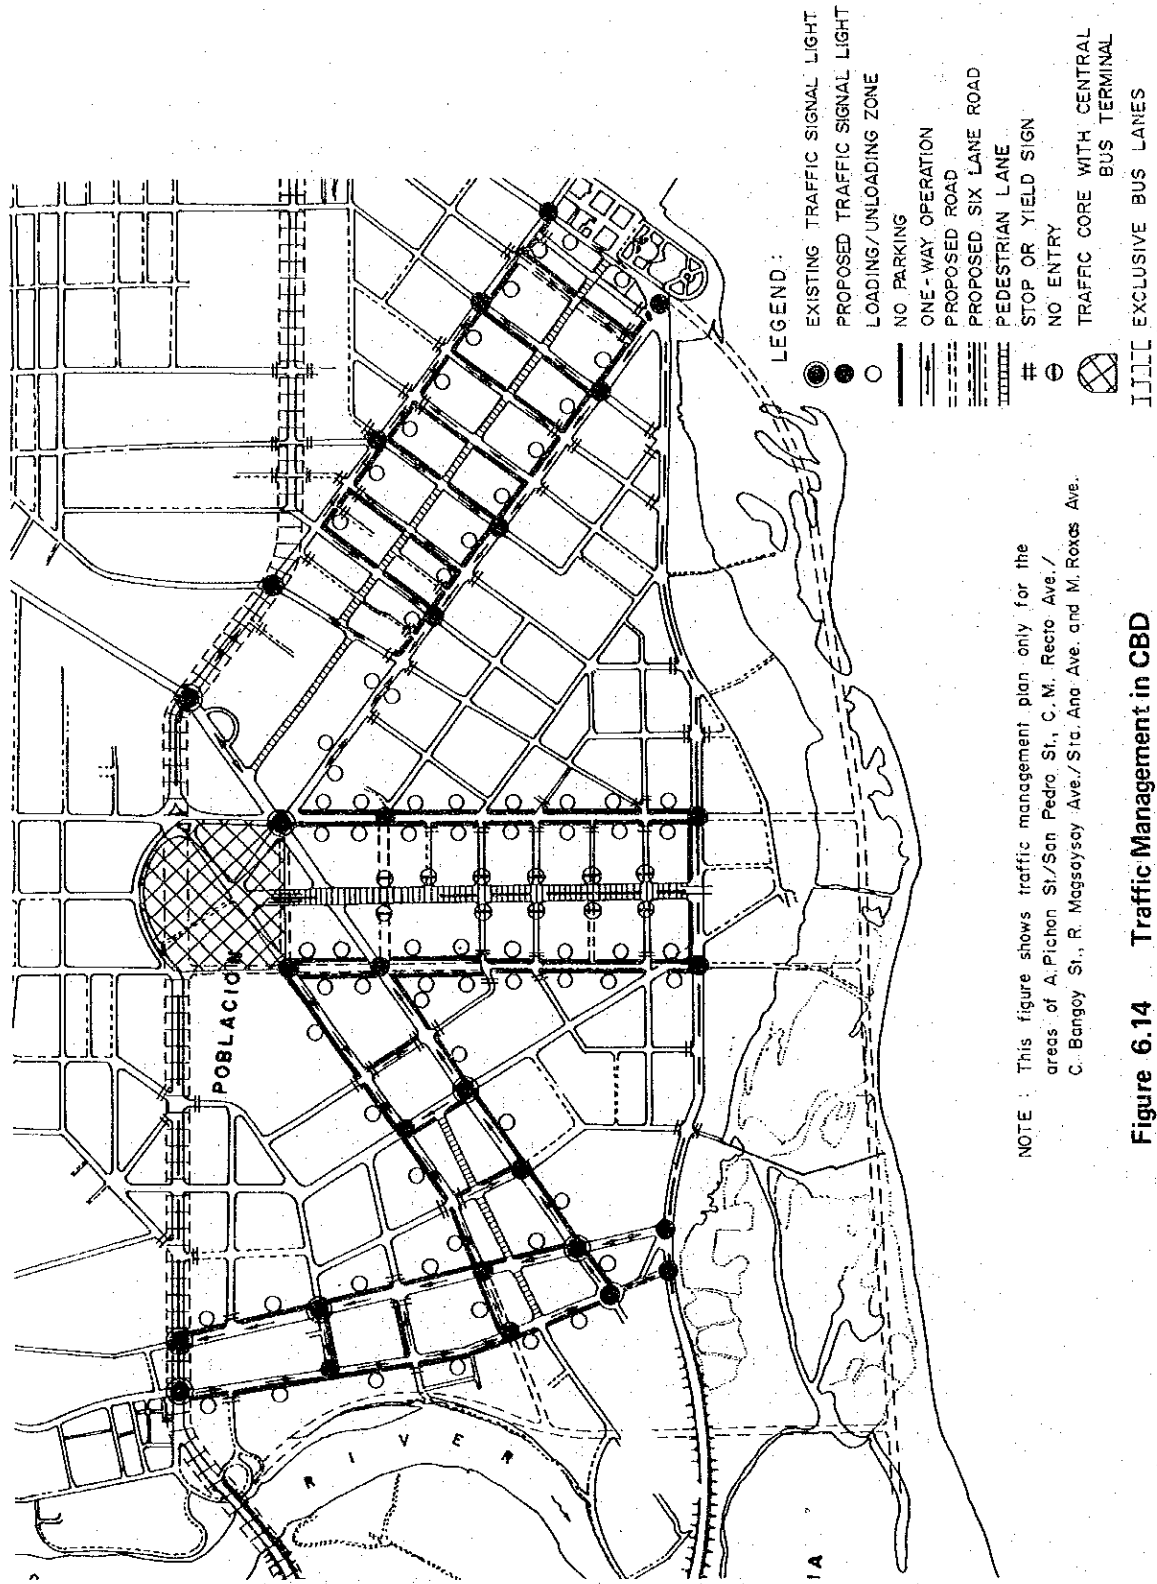 POBLACION
RIVER
LEGEND :
EXISTING TRAFFIC SIGNAL LIGHT
PROPOSED TRAFFIC SIGNAL LIGHT
LOADING/UNLOADING ZONE
NO PARKING
ONE-WAY OPERATION
PROPOSED ROAD
PROPOSED SIX LANE ROAD
PEDESTRIAN LANE
STOP OR YIELD SIGN
NO ENTRY
TRAFFIC CORE WITH CENTRAL
BUS TERMINAL
EXCLUSIVE BUS LANES
NOTE : This figure shows traffic management plan only for the
areas of A. Pichon St./San Pedro St., C. M. Recto Ave./
C. Bangoy St., R. Magsaysay Ave./Sta. Ana Ave. and M. Roxas Ave.
Figure 6.14 Traffic Management in CBD